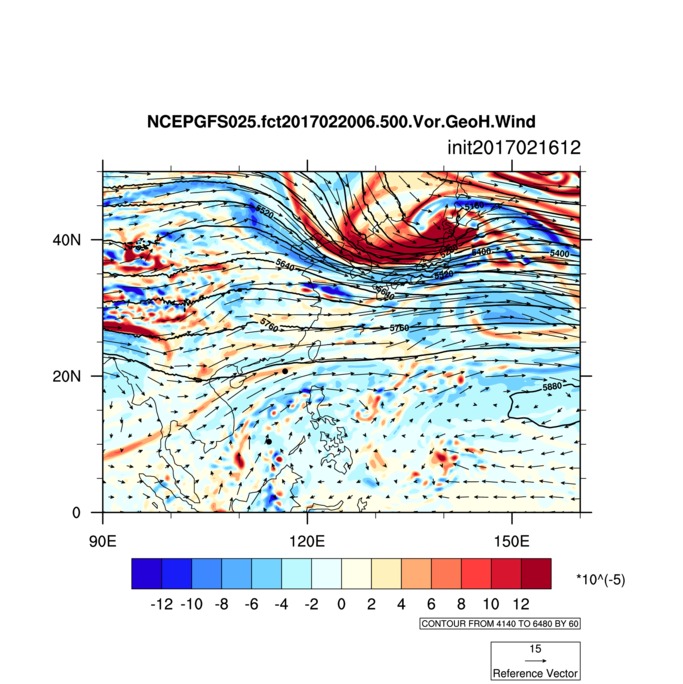 NCEPGFS025.fct2017022006.500.Vor.GeoH.Wind
init2017021612
5520
5160
40N
5400
5400
5640
5640
5760
5760
20N
5880
0
90E 120E 150E
-12 -10 -8 -6 -4 -2 0 2 4 6 8 10 12
*10^(-5)
CONTOUR FROM 4140 TO 6480 BY 60
15
Reference Vector